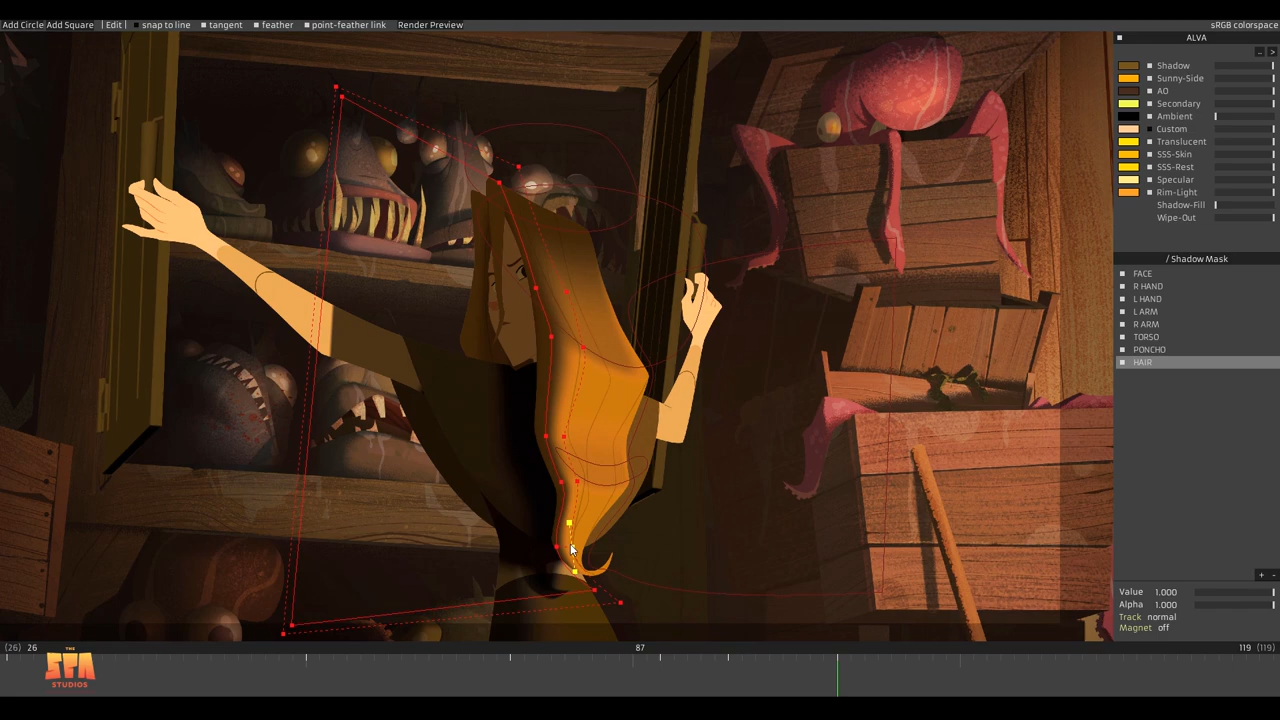 Add Circle Add Square | Edit | snap to line tangent feather point-feather link Render Preview sRGB colorspace
ALVA
.. >
Shadow
Sunny-Side
AO
Secondary
Ambient
Custom
Translucent
SSS-Skin
SSS-Rest
Specular
Rim-Light
Shadow-Fill
Wipe-Out
/ Shadow Mask
FACE
R HAND
L HAND
L ARM
R ARM
TORSO
PONCHO
HAIR
+ -
Value 1.000
Alpha 1.000
Track normal
Magnet off
(26) 26 87 119 (119)
THE
SPA
STUDIOS